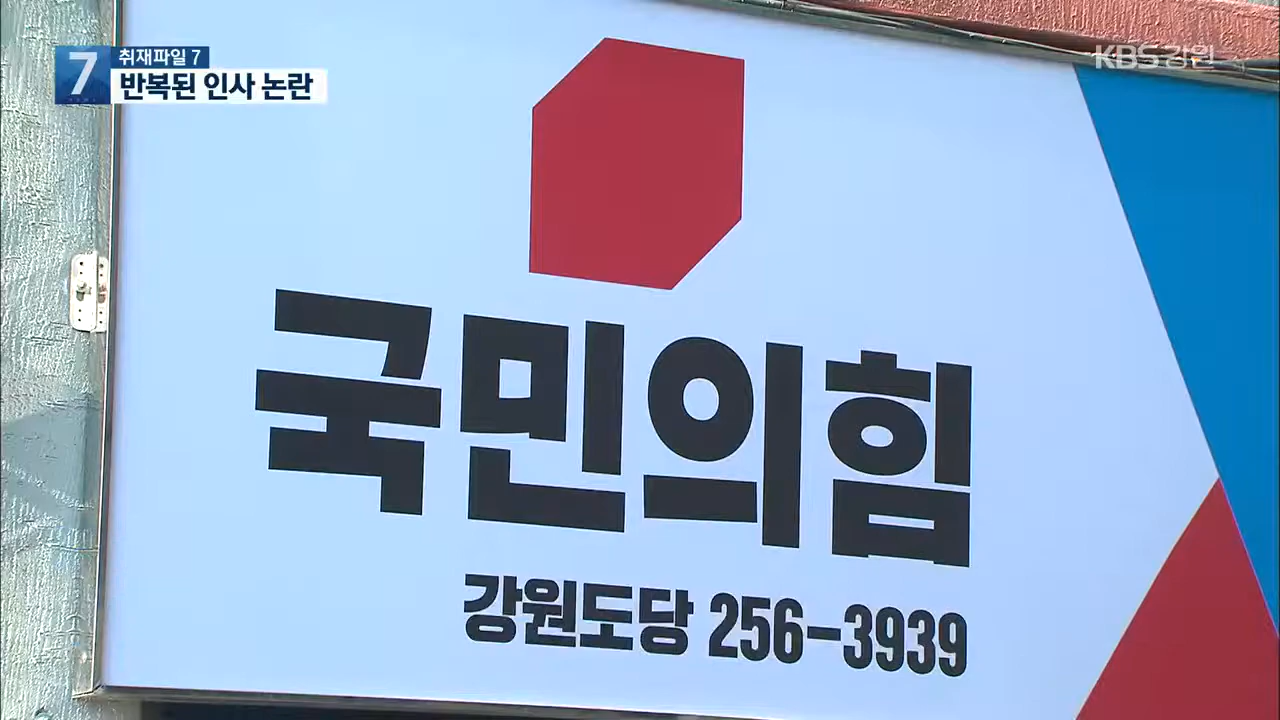 7 취재파일 7
반복된 인사 논란
KBS강원
국민의힘
강원도당 256-3939